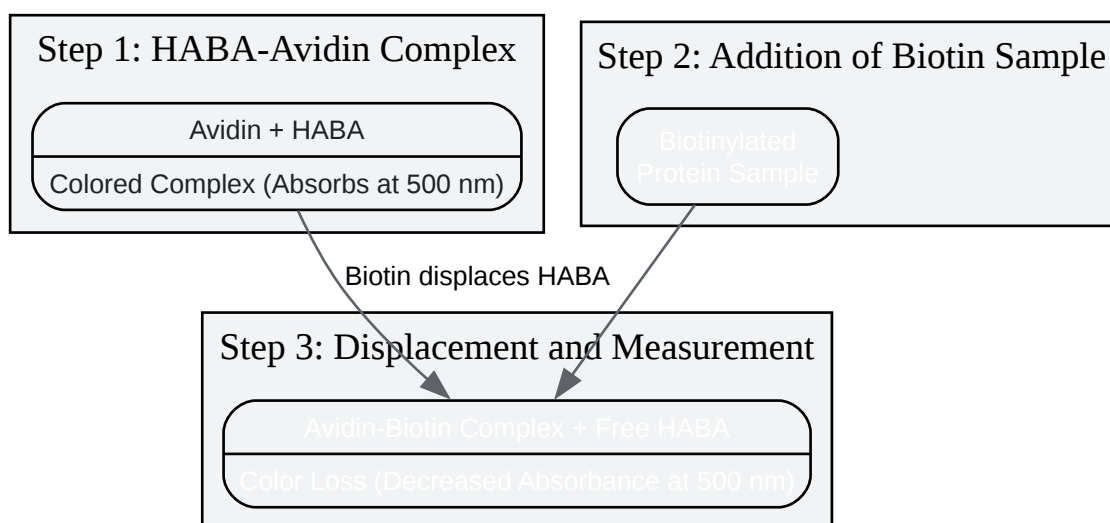 Step 1: HABA-Avidin Complex
Avidin + HABA
Colored Complex (Absorbs at 500 nm)
Step 2: Addition of Biotin Sample
Biotinylated
Protein Sample
Biotin displaces HABA
Step 3: Displacement and Measurement
Avidin-Biotin Complex + Free HABA
Color Loss (Decreased Absorbance at 500 nm)